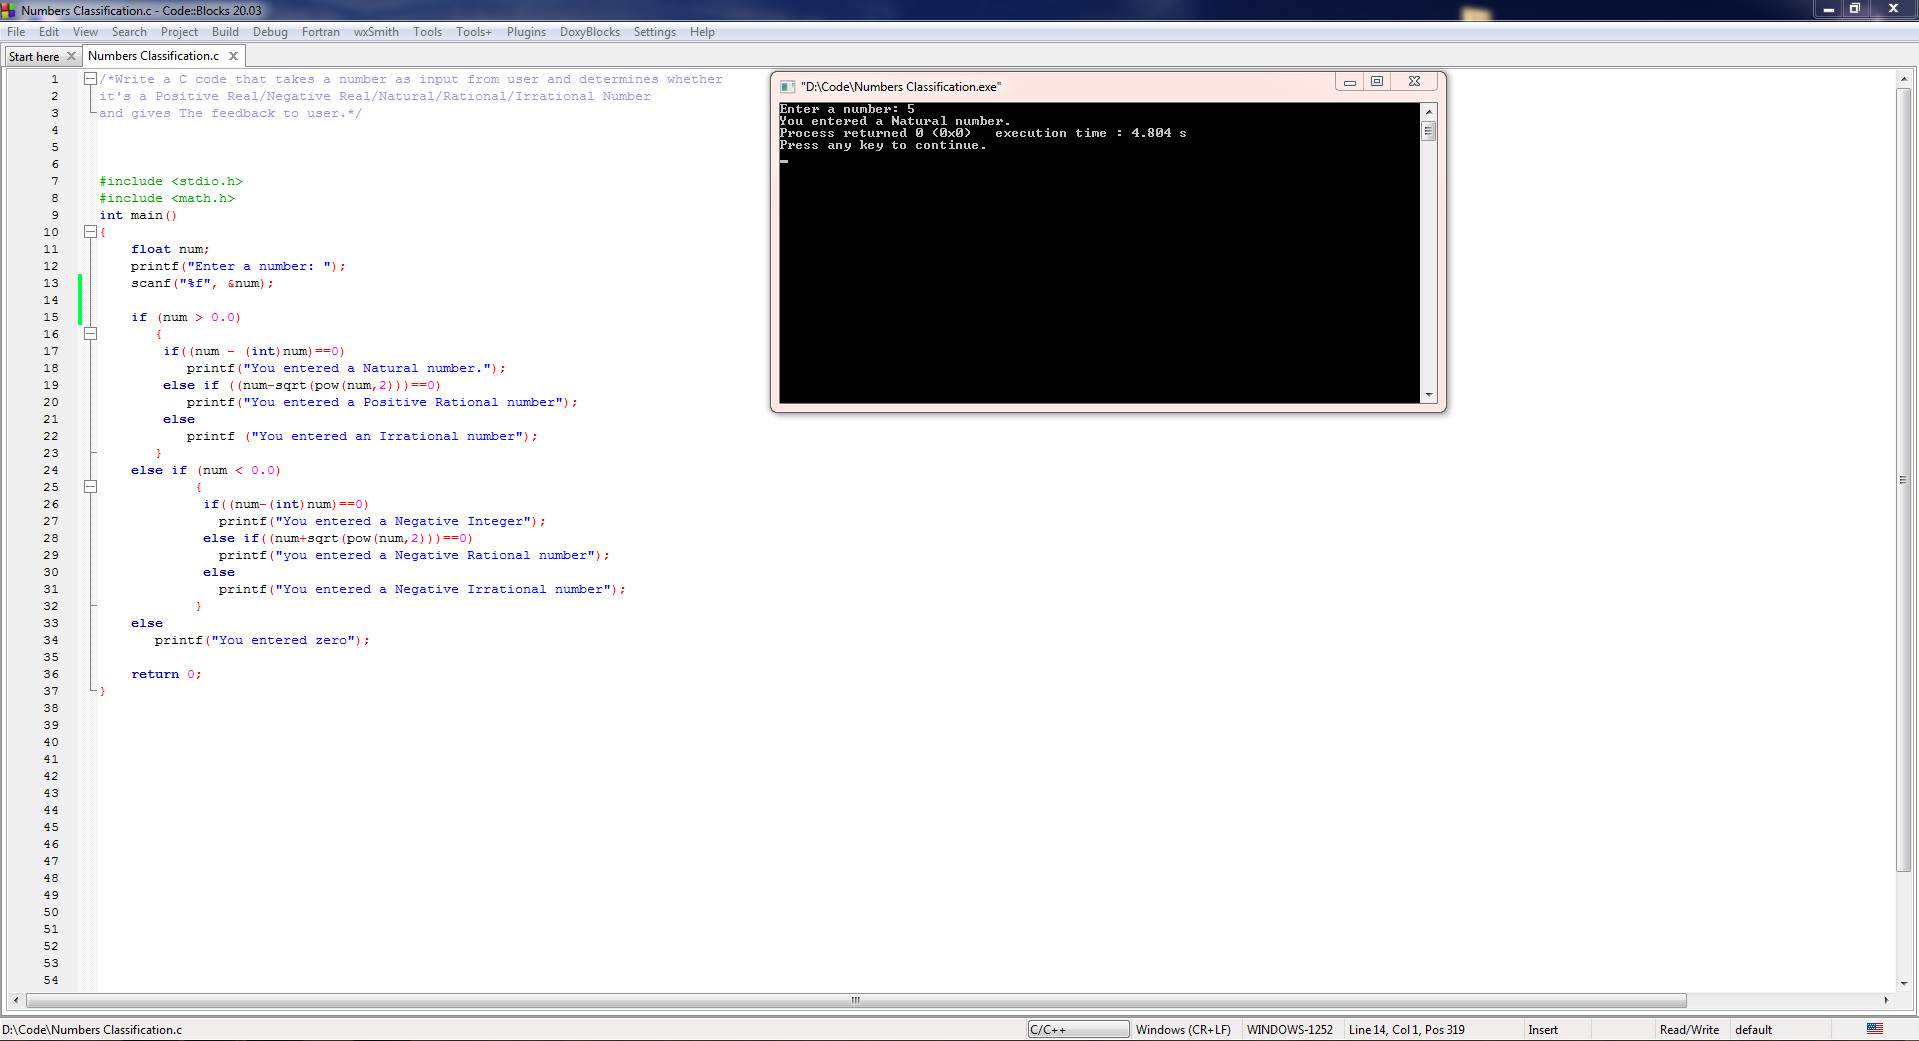 Numbers Classification.c - Code::Blocks 20.03
File Edit View Search Project Build Debug Fortran wxSmith Tools Tools+ Plugins DoxyBlocks Settings Help
Start here Numbers Classification.c
1 /*Write a C code that takes a number as input from user and determines whether
2 it's a Positive Real/Negative Real/Natural/Rational/Irrational Number
3 and gives The feedback to user.*/
4
5
6
7 #include <stdio.h>
8 #include <math.h>
9 int main()
10 {
11     float num;
12     printf("Enter a number: ");
13     scanf("%f", &num);
14
15     if (num > 0.0)
16        {
17         if((num - (int)num)==0)
18            printf("You entered a Natural number.");
19         else if ((num-sqrt(pow(num,2)))==0)
20            printf("You entered a Positive Rational number");
21         else
22            printf ("You entered an Irrational number");
23        }
24     else if (num < 0.0)
25             {
26              if((num-(int)num)==0)
27                printf("You entered a Negative Integer");
28              else if((num+sqrt(pow(num,2)))==0)
29                printf("you entered a Negative Rational number");
30              else
31                printf("You entered a Negative Irrational number");
32             }
33     else
34        printf("You entered zero");
35
36     return 0;
37 }
38
39
40
41
42
43
44
45
46
47
48
49
50
51
52
53
54
"D:\Code\Numbers Classification.exe"
Enter a number: 5
You entered a Natural number.
Process returned 0 (0x0)   execution time : 4.804 s
Press any key to continue.
D:\Code\Numbers Classification.c C/C++ Windows (CR+LF) WINDOWS-1252 Line 14, Col 1, Pos 319 Insert Read/Write default